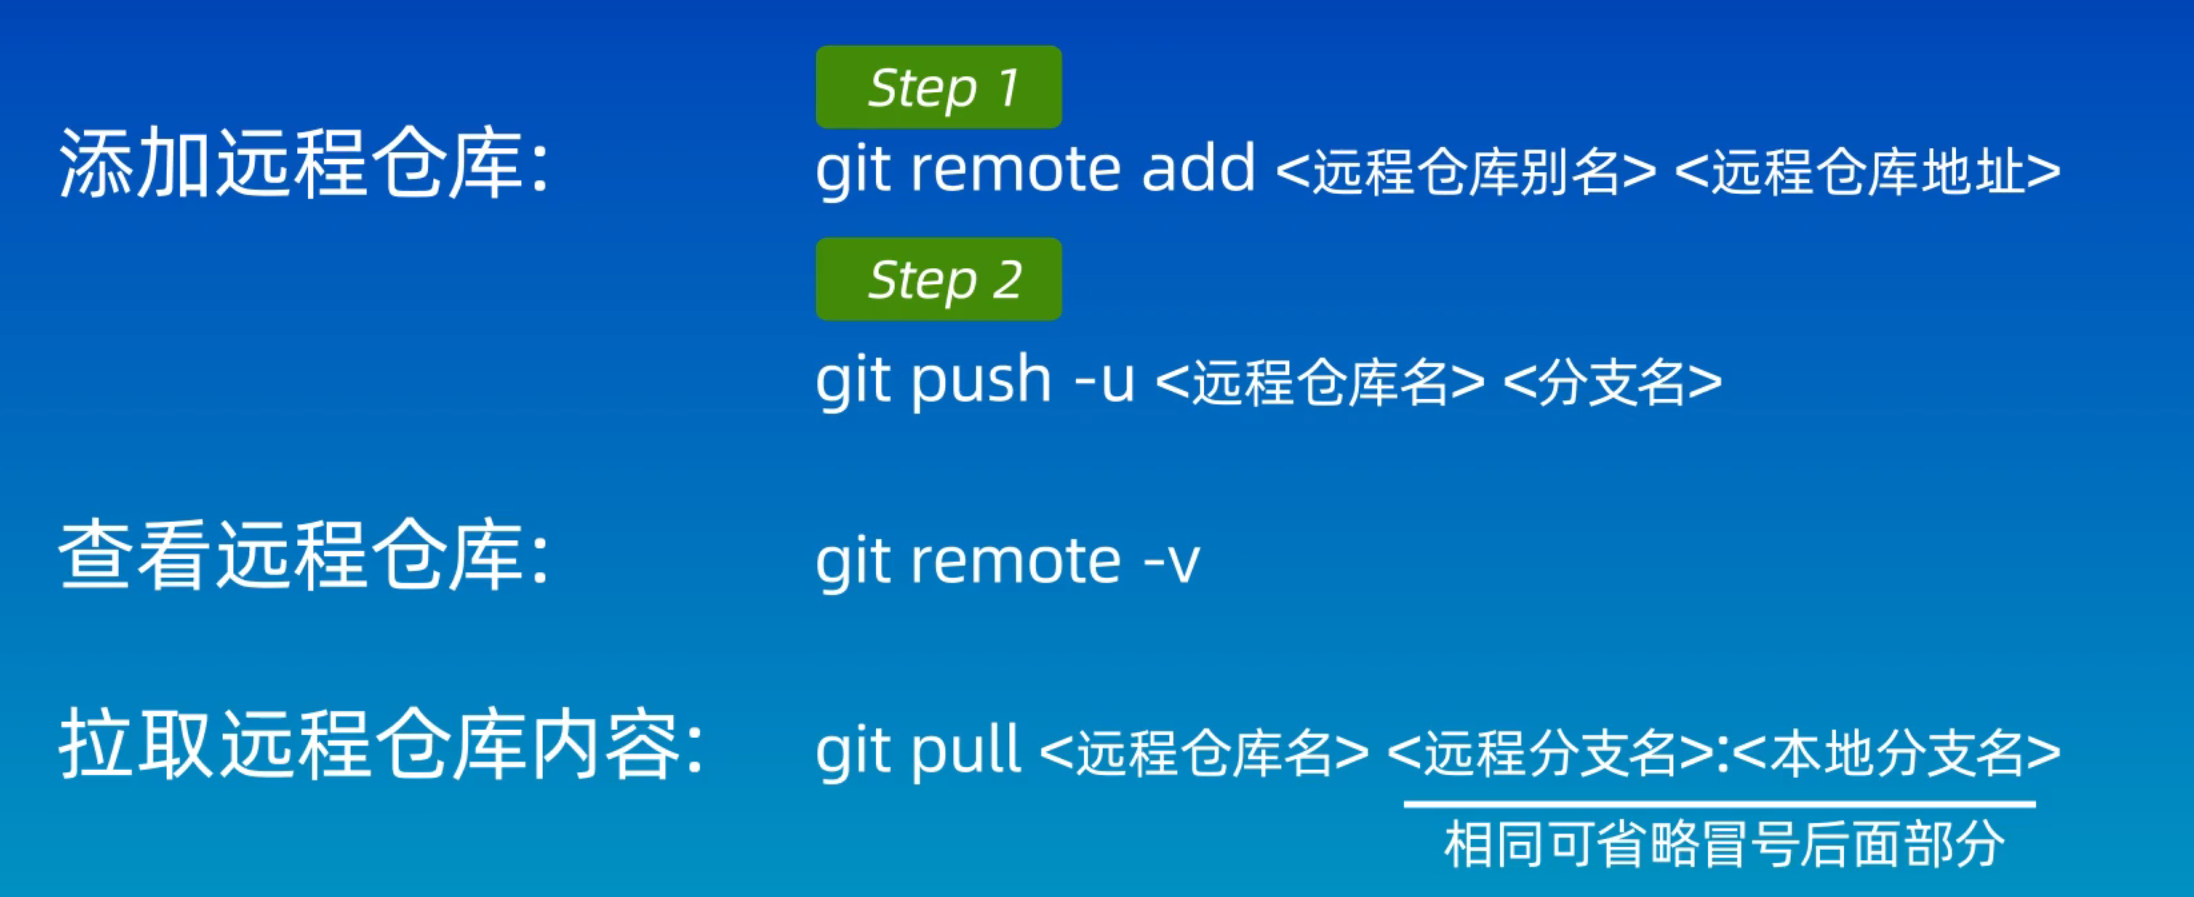 Step 1
添加远程仓库: git remote add <远程仓库别名> <远程仓库地址>
Step 2
git push -u <远程仓库名> <分支名>
查看远程仓库: git remote -v
拉取远程仓库内容: git pull <远程仓库名> <远程分支名>:<本地分支名>
相同可省略冒号后面部分